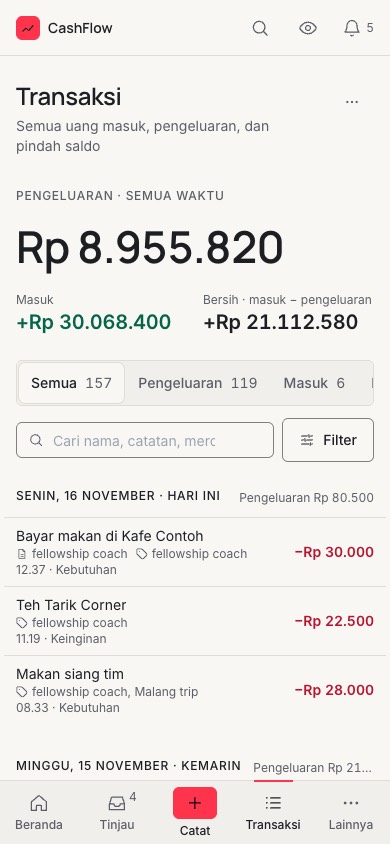 CashFlow
5
Transaksi
...
Semua uang masuk, pengeluaran, dan
pindah saldo
PENGELUARAN · SEMUA WAKTU
Rp 8.955.820
Masuk
+Rp 30.068.400
Bersih · masuk − pengeluaran
+Rp 21.112.580
Semua 157 Pengeluaran 119 Masuk 6
Cari nama, catatan, merc
Filter
SENIN, 16 NOVEMBER · HARI INI Pengeluaran Rp 80.500
Bayar makan di Kafe Contoh
fellowship coach fellowship coach
12.37 · Kebutuhan
−Rp 30.000
Teh Tarik Corner
fellowship coach
11.19 · Keinginan
−Rp 22.500
Makan siang tim
fellowship coach, Malang trip
08.33 · Kebutuhan
−Rp 28.000
MINGGU, 15 NOVEMBER · KEMARIN Pengeluaran Rp 21...
4
Beranda Tinjau Catat Transaksi Lainnya